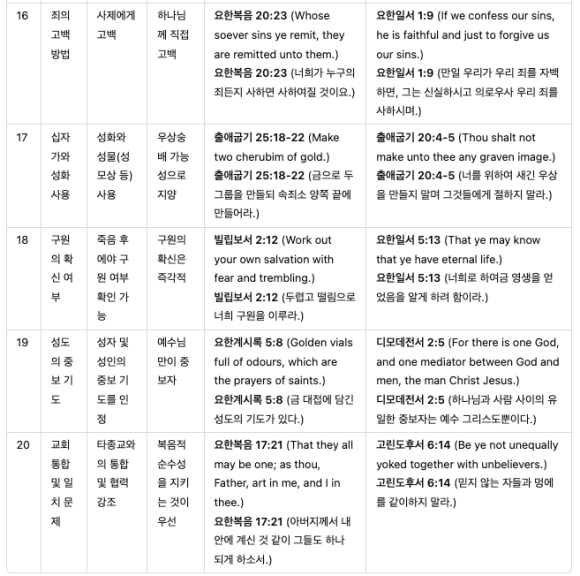 16
죄의
고백
방법
사제에게
고백
하나님
께 직접
고백
요한복음 20:23 (Whose
soever sins ye remit, they
are remitted unto them.)
요한복음 20:23 (너희가 누구의
죄든지 사하면 사하여질 것이요.)
요한일서 1:9 (If we confess our sins,
he is faithful and just to forgive us
our sins.)
요한일서 1:9 (만일 우리가 우리 죄를 자백
하면, 그는 신실하시고 의로우사 우리 죄를
사하시며.)
17
십자
가와
성화
사용
성화와
성물(성
모상 등)
사용
우상숭
배 가능
성으로
지양
출애굽기 25:18-22 (Make
two cherubim of gold.)
출애굽기 25:18-22 (금으로 두
그룹을 만들되 속죄소 양쪽 끝에
만들어라.)
출애굽기 20:4-5 (Thou shalt not
make unto thee any graven image.)
출애굽기 20:4-5 (너를 위하여 새긴 우상
을 만들지 말며 그것들에게 절하지 말라.)
18
구원
의 확
신 여
부
죽음 후
에야 구
원 여부
확인 가
능
구원의
확신은
즉각적
빌립보서 2:12 (Work out
your own salvation with
fear and trembling.)
빌립보서 2:12 (두렵고 떨림으로
너희 구원을 이루라.)
요한일서 5:13 (That ye may know
that ye have eternal life.)
요한일서 5:13 (너희로 하여금 영생을 얻
었음을 알게 하려 함이라.)
19
성도
의 중
보 기
도
성자 및
성인의
중보 기
도를 인
정
예수님
만이 중
보자
요한계시록 5:8 (Golden vials
full of odours, which are
the prayers of saints.)
요한계시록 5:8 (금 대접에 담긴
성도의 기도가 있다.)
디모데전서 2:5 (For there is one God,
and one mediator between God and
men, the man Christ Jesus.)
디모데전서 2:5 (하나님과 사람 사이의 유
일한 중보자는 예수 그리스도뿐이다.)
20
교회
통합
및 일
치 문
제
타종교와
의 통합
및 협력
강조
복음적
순수성
을 지키
는 것이
우선
요한복음 17:21 (That they all
may be one; as thou,
Father, art in me, and I in
thee.)
요한복음 17:21 (아버지께서 내
안에 계신 것 같이 그들도 하나
되게 하소서.)
고린도후서 6:14 (Be ye not unequally
yoked together with unbelievers.)
고린도후서 6:14 (믿지 않는 자들과 멍에
를 같이하지 말라.)